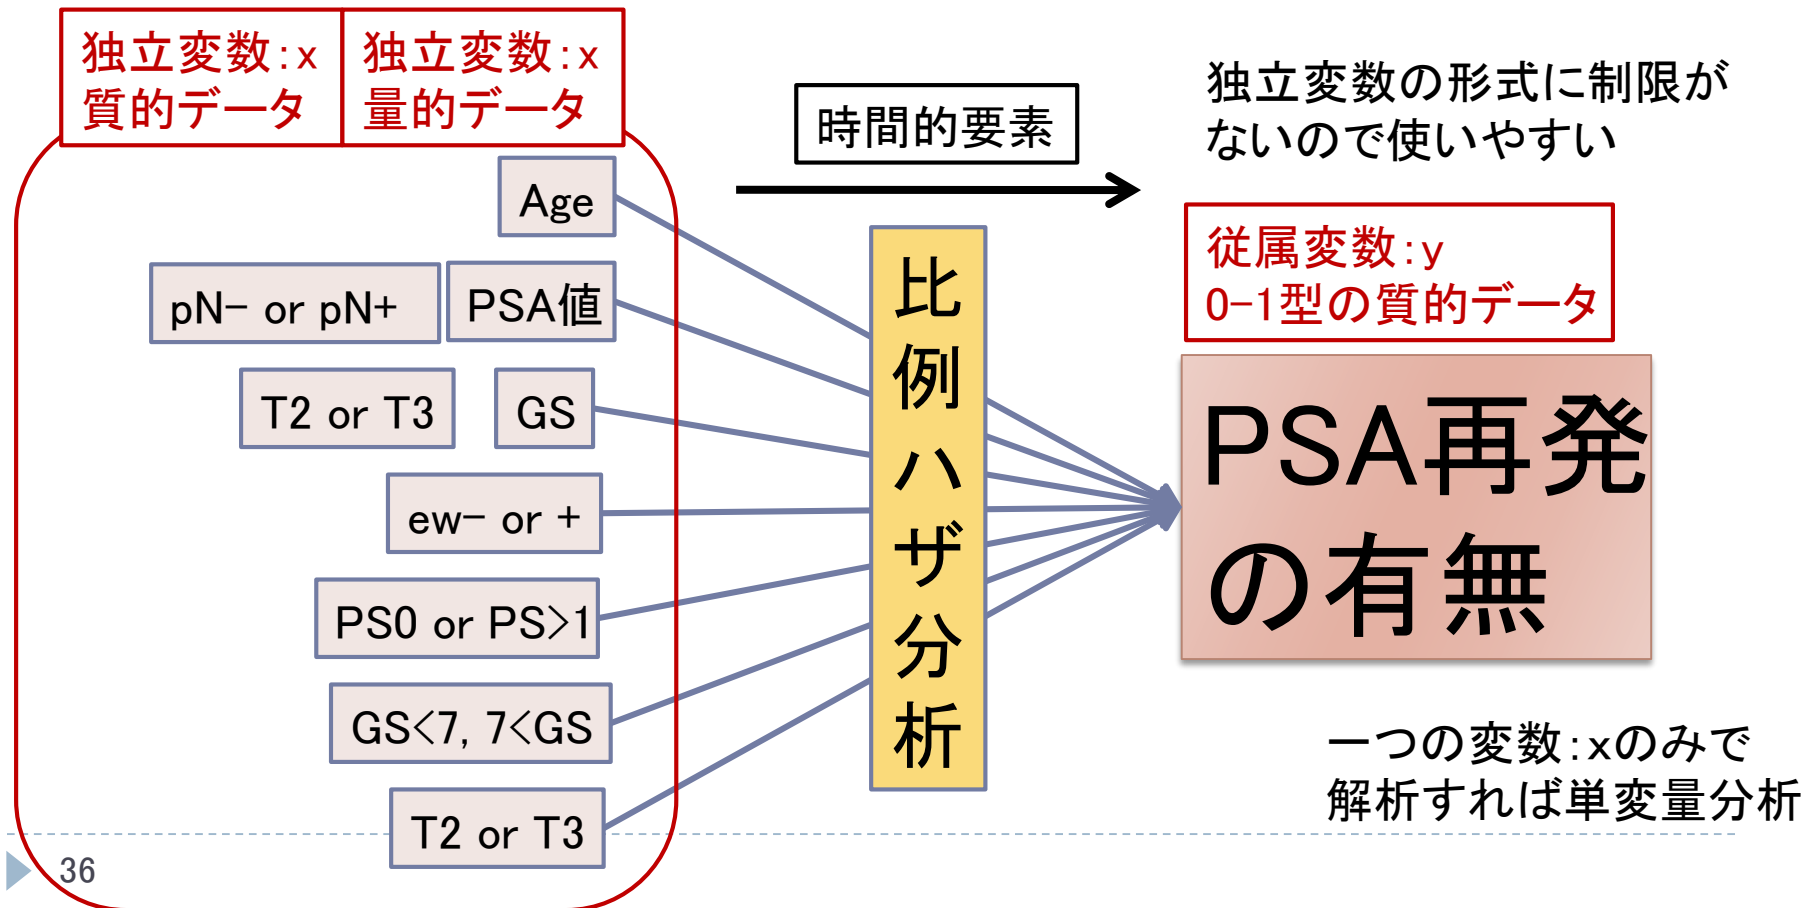 独立変数:x
質的データ
独立変数:x
量的データ
時間的要素
独立変数の形式に制限が
ないので使いやすい
Age
pN- or pN+
PSA値
T2 or T3
GS
ew- or +
PS0 or PS>1
GS<7, 7<GS
T2 or T3
比例ハザ分析
従属変数:y
0-1型の質的データ
PSA再発
の有無
一つの変数:xのみで
解析すれば単変量分析
36